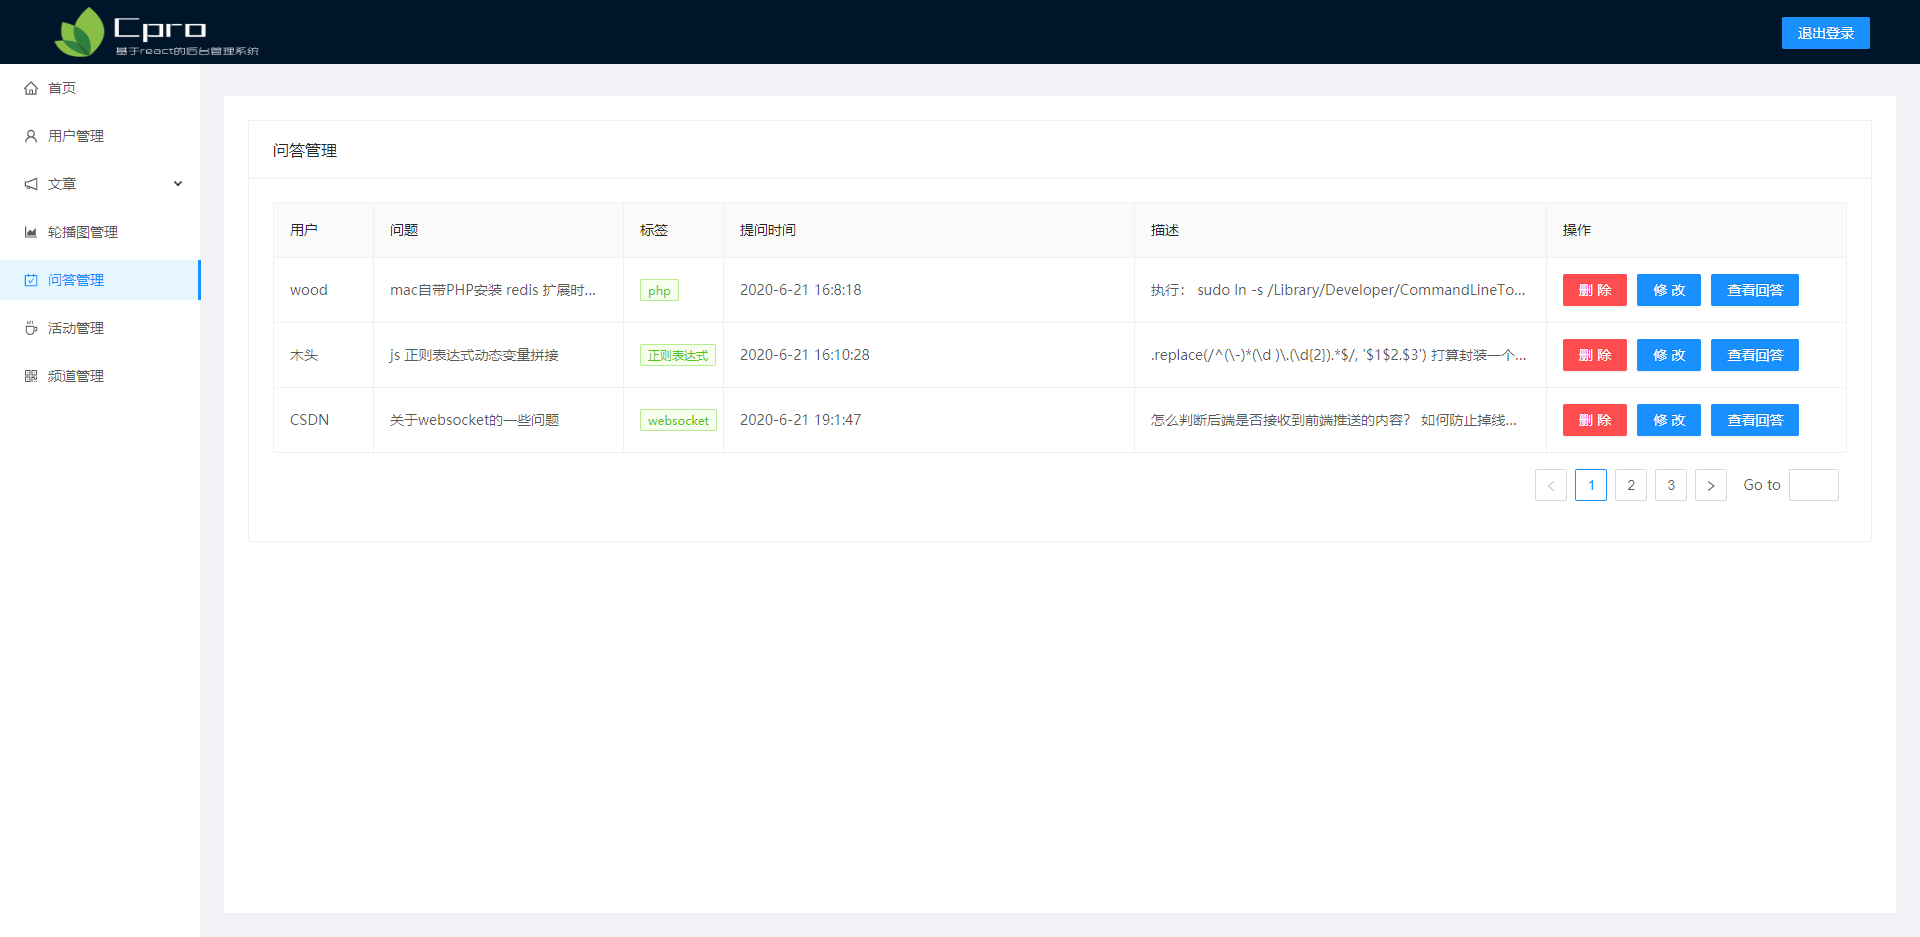 Cpro
基于react的后台管理系统
退出登录
首页
用户管理
文章
轮播图管理
问答管理
活动管理
频道管理
问答管理
用户 问题 标签 提问时间 描述 操作
wood mac自带PHP安装 redis 扩展时... php 2020-6-21 16:8:18 执行： sudo ln -s /Library/Developer/CommandLineTo... 删 除 修 改 查看回答
木头 js 正则表达式动态变量拼接 正则表达式 2020-6-21 16:10:28 .replace(/^(\-)*(\d )\.(\d{2}).*$/, '$1$2.$3') 打算封装一个... 删 除 修 改 查看回答
CSDN 关于websocket的一些问题 websocket 2020-6-21 19:1:47 怎么判断后端是否接收到前端推送的内容？ 如何防止掉线... 删 除 修 改 查看回答
< 1 2 3 > Go to